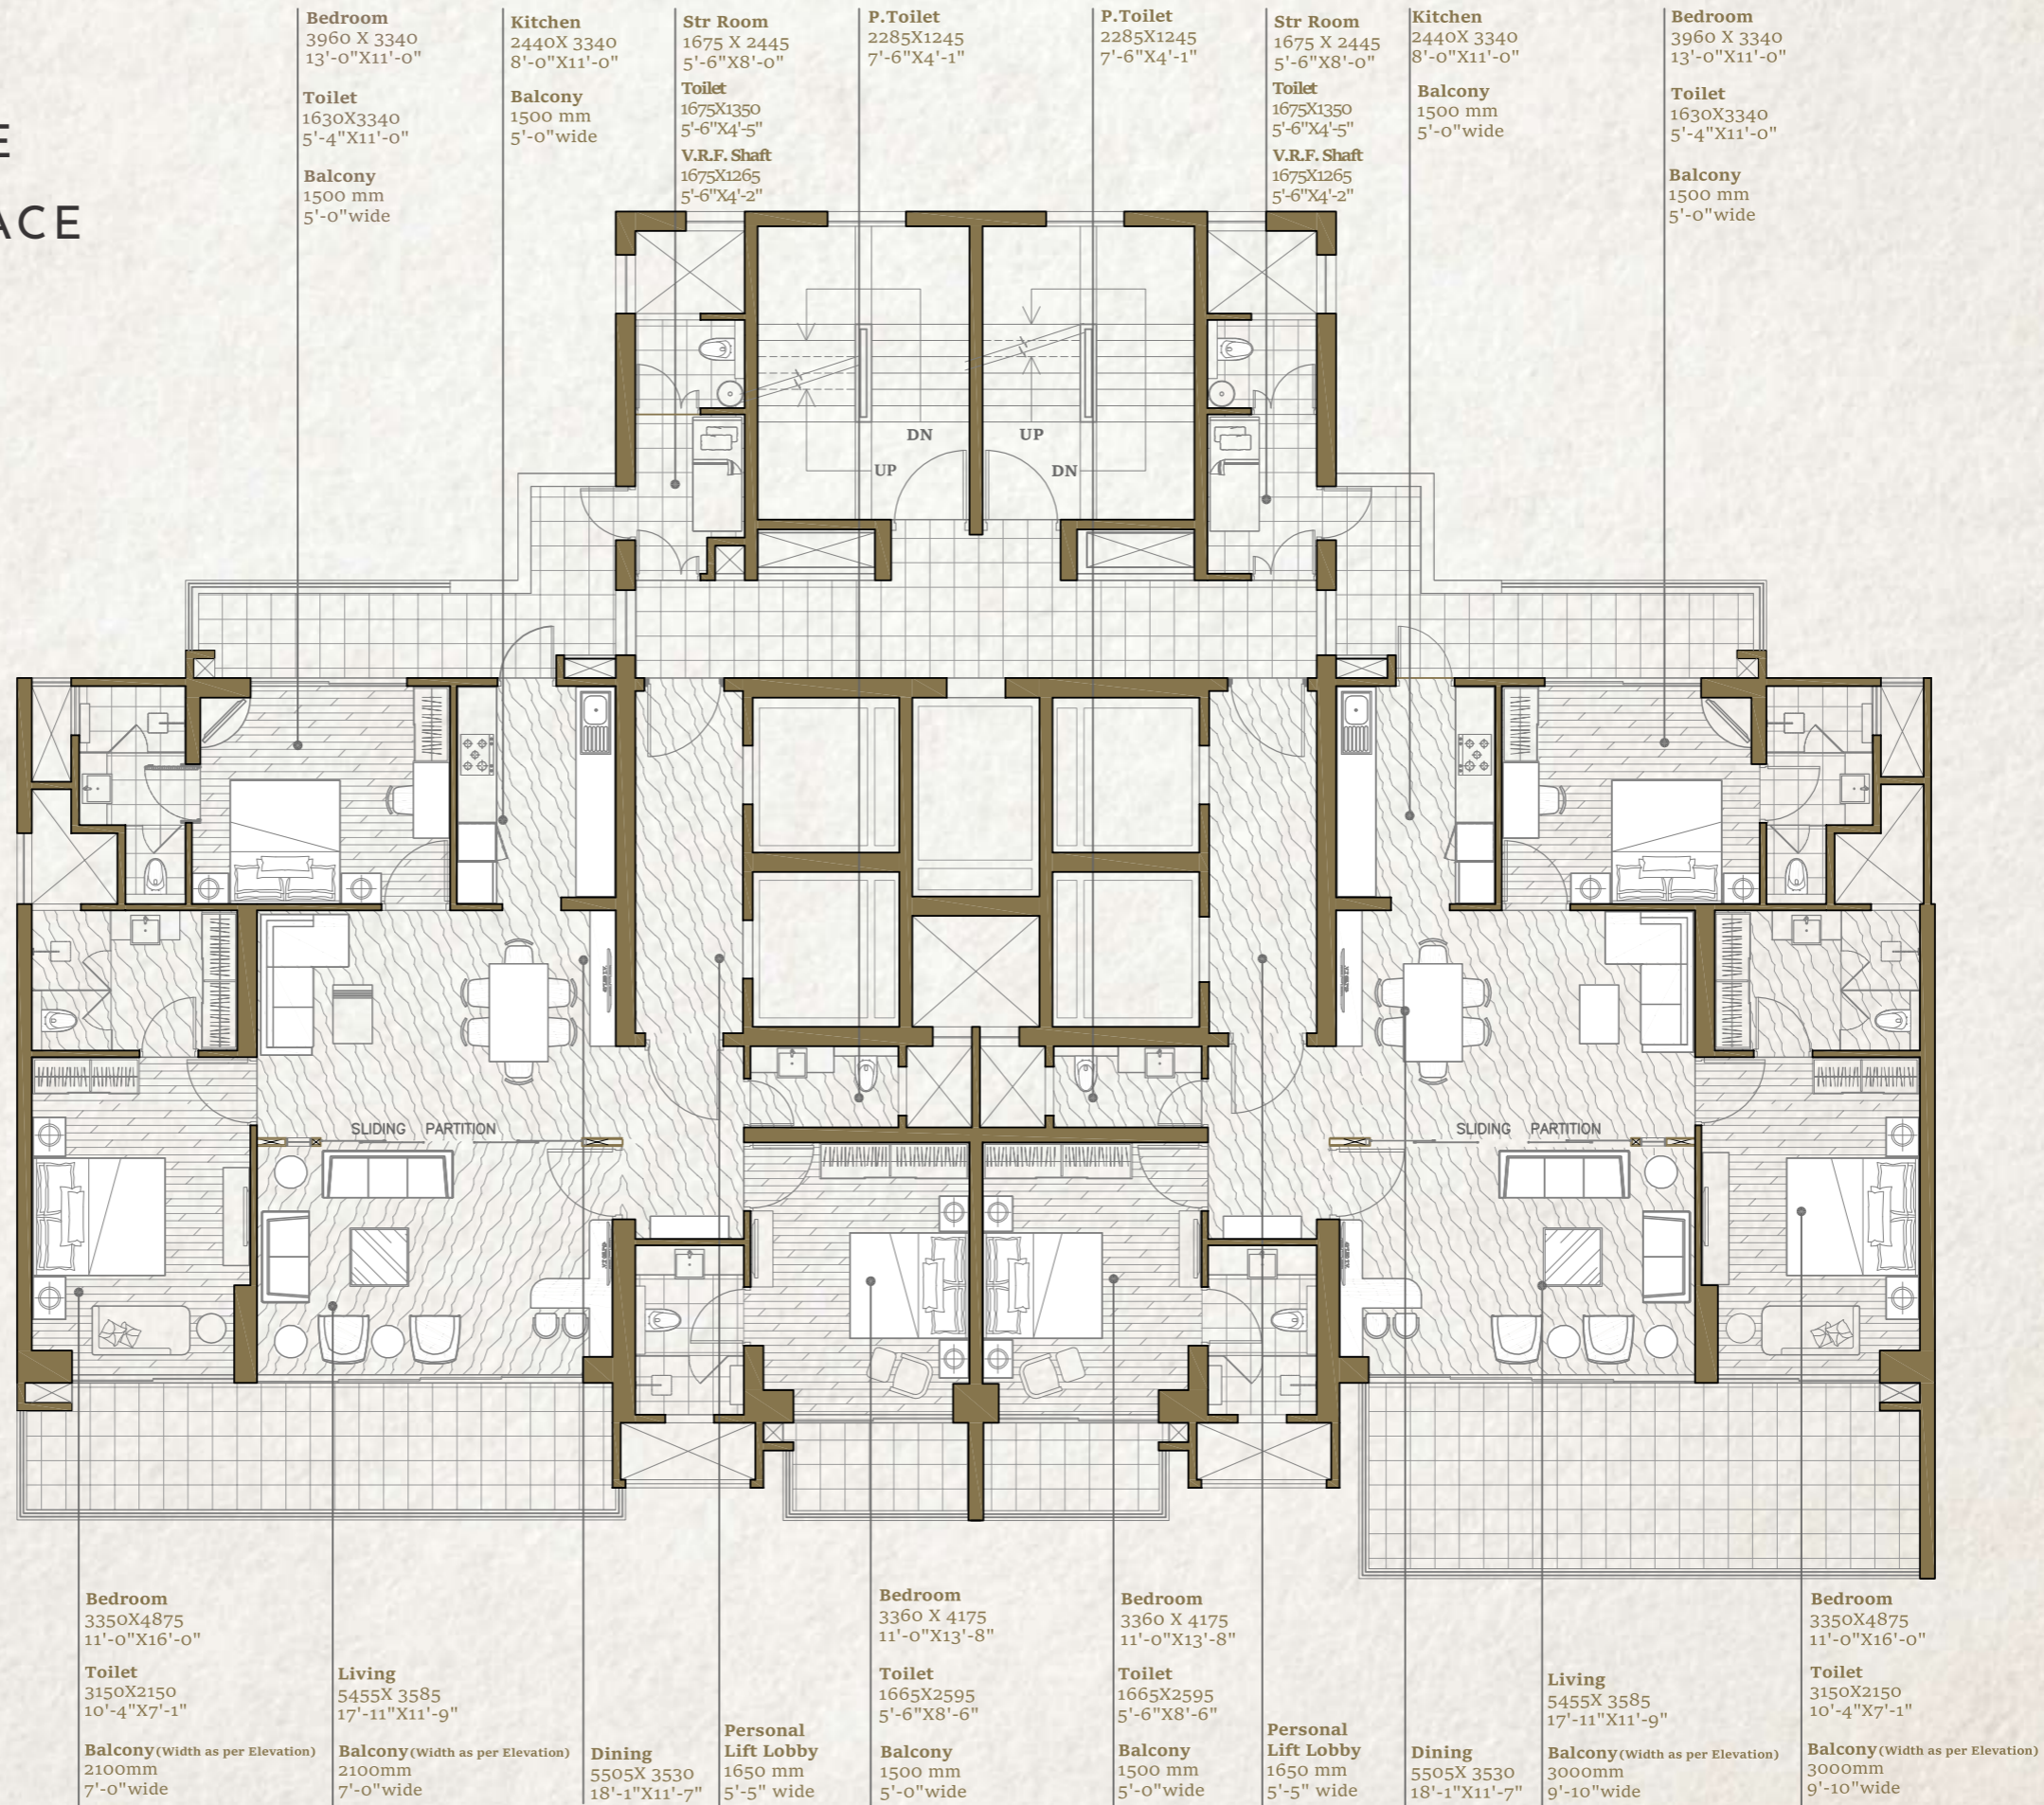 E
ACE
Bedroom
3960 X 3340
13'-0"X11'-0"
Toilet
1630X3340
5'-4"X11'-0"
Balcony
1500 mm
5'-0"wide
Kitchen
2440X 3340
8'-0"X11'-0"
Balcony
1500 mm
5'-0"wide
Str Room
1675 X 2445
5'-6"X8'-0"
Toilet
1675X1350
5'-6"X4'-5"
V.R.F. Shaft
1675X1265
5'-6"X4'-2"
P.Toilet
2285X1245
7'-6"X4'-1"
P.Toilet
2285X1245
7'-6"X4'-1"
Str Room
1675 X 2445
5'-6"X8'-0"
Toilet
1675X1350
5'-6"X4'-5"
V.R.F. Shaft
1675X1265
5'-6"X4'-2"
Kitchen
2440X 3340
8'-0"X11'-0"
Balcony
1500 mm
5'-0"wide
Bedroom
3960 X 3340
13'-0"X11'-0"
Toilet
1630X3340
5'-4"X11'-0"
Balcony
1500 mm
5'-0"wide
DN
UP
UP
DN
SLIDING PARTITION
SLIDING PARTITION
Bedroom
3350X4875
11'-0"X16'-0"
Toilet
3150X2150
10'-4"X7'-1"
Balcony(Width as per Elevation)
2100mm
7'-0"wide
Living
5455X 3585
17'-11"X11'-9"
Balcony(Width as per Elevation)
2100mm
7'-0"wide
Dining
5505X 3530
18'-1"X11'-7"
Personal
Lift Lobby
1650 mm
5'-5" wide
Bedroom
3360 X 4175
11'-0"X13'-8"
Toilet
1665X2595
5'-6"X8'-6"
Balcony
1500 mm
5'-0"wide
Bedroom
3360 X 4175
11'-0"X13'-8"
Toilet
1665X2595
5'-6"X8'-6"
Balcony
1500 mm
5'-0"wide
Personal
Lift Lobby
1650 mm
5'-5" wide
Dining
5505X 3530
18'-1"X11'-7"
Living
5455X 3585
17'-11"X11'-9"
Balcony(Width as per Elevation)
3000mm
9'-10"wide
Bedroom
3350X4875
11'-0"X16'-0"
Toilet
3150X2150
10'-4"X7'-1"
Balcony(Width as per Elevation)
3000mm
9'-10"wide